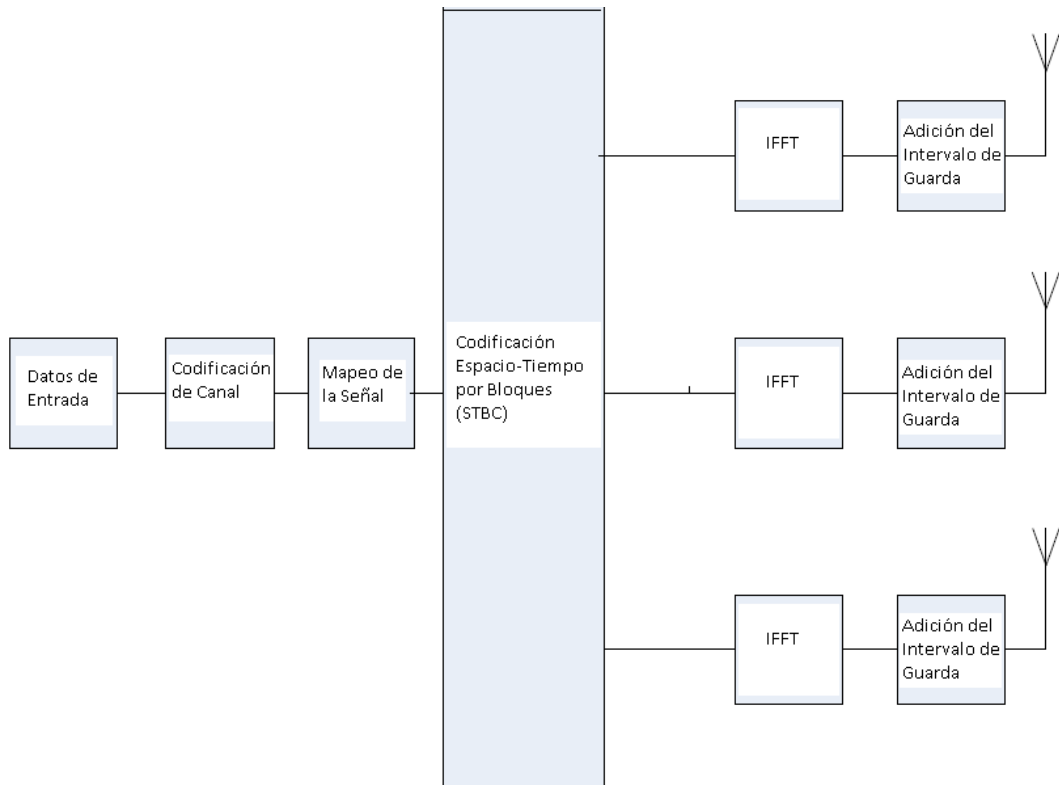 Datos de
Entrada
Codificación
de Canal
Mapeo de
la Señal
Codificación
Espacio-Tiempo
por Bloques
(STBC)
IFFT
Adición del
Intervalo de
Guarda
IFFT
Adición del
Intervalo de
Guarda
IFFT
Adición del
Intervalo de
Guarda